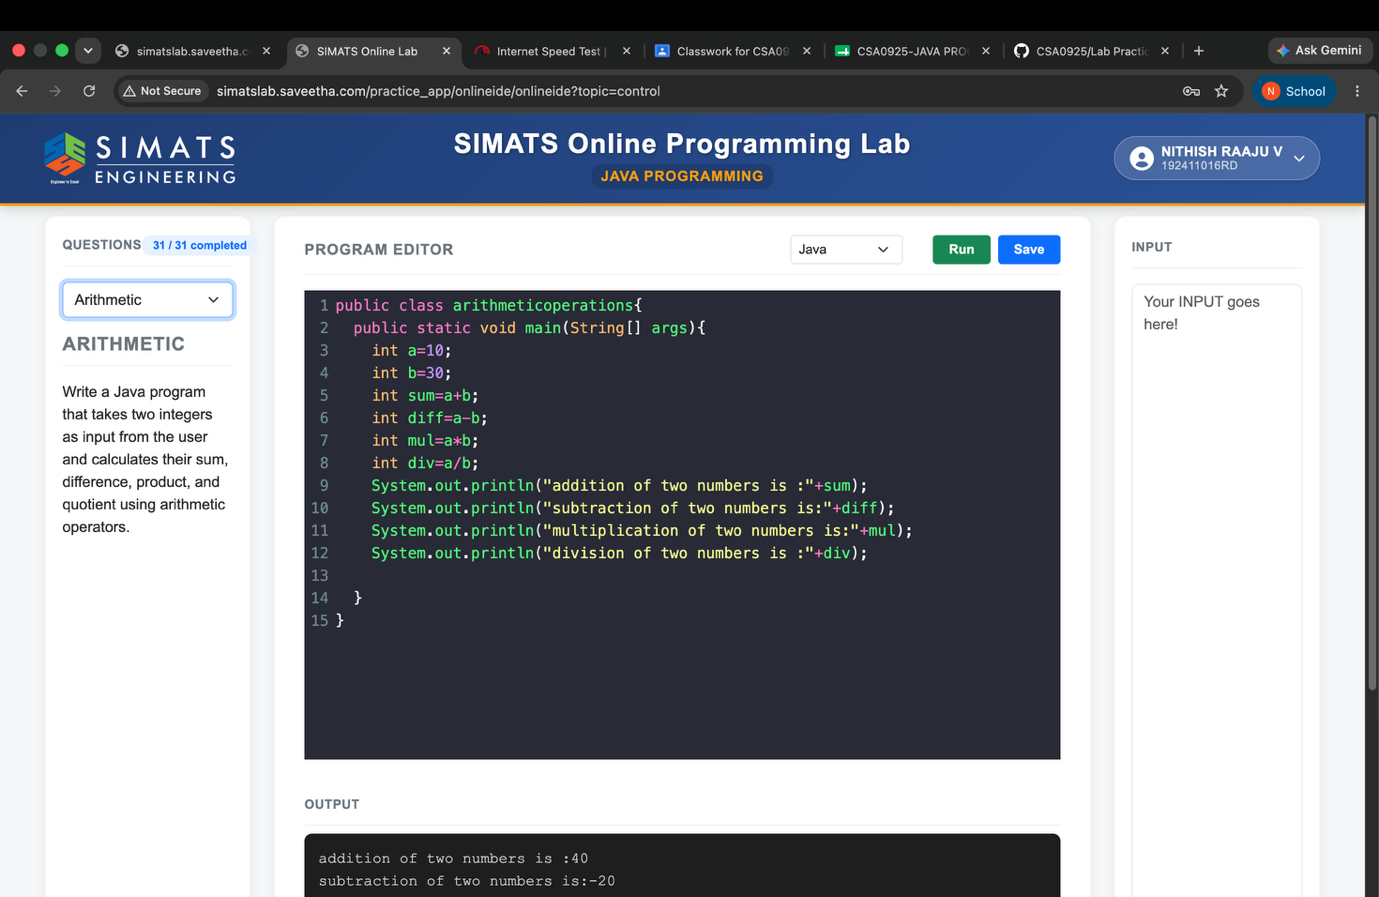 simatslab.saveetha.c
SIMATS Online Lab
Internet Speed Test |
Classwork for CSA09
CSA0925-JAVA PRO
CSA0925/Lab Practic
Ask Gemini
Not Secure
simatslab.saveetha.com/practice_app/onlineide/onlineide?topic=control
N School
SIMATS
ENGINEERING
Engineer to Excel
SIMATS Online Programming Lab
JAVA PROGRAMMING
NITHISH RAAJU V
192411016RD
QUESTIONS 31 / 31 completed
Arithmetic
ARITHMETIC
Write a Java program
that takes two integers
as input from the user
and calculates their sum,
difference, product, and
quotient using arithmetic
operators.
PROGRAM EDITOR
Java
Run
Save
1 public class arithmeticoperations{
2 public static void main(String[] args){
3 int a=10;
4 int b=30;
5 int sum=a+b;
6 int diff=a-b;
7 int mul=a*b;
8 int div=a/b;
9 System.out.println("addition of two numbers is :"+sum);
10 System.out.println("subtraction of two numbers is:"+diff);
11 System.out.println("multiplication of two numbers is:"+mul);
12 System.out.println("division of two numbers is :"+div);
13
14 }
15 }
OUTPUT
addition of two numbers is :40
subtraction of two numbers is:-20
INPUT
Your INPUT goes
here!